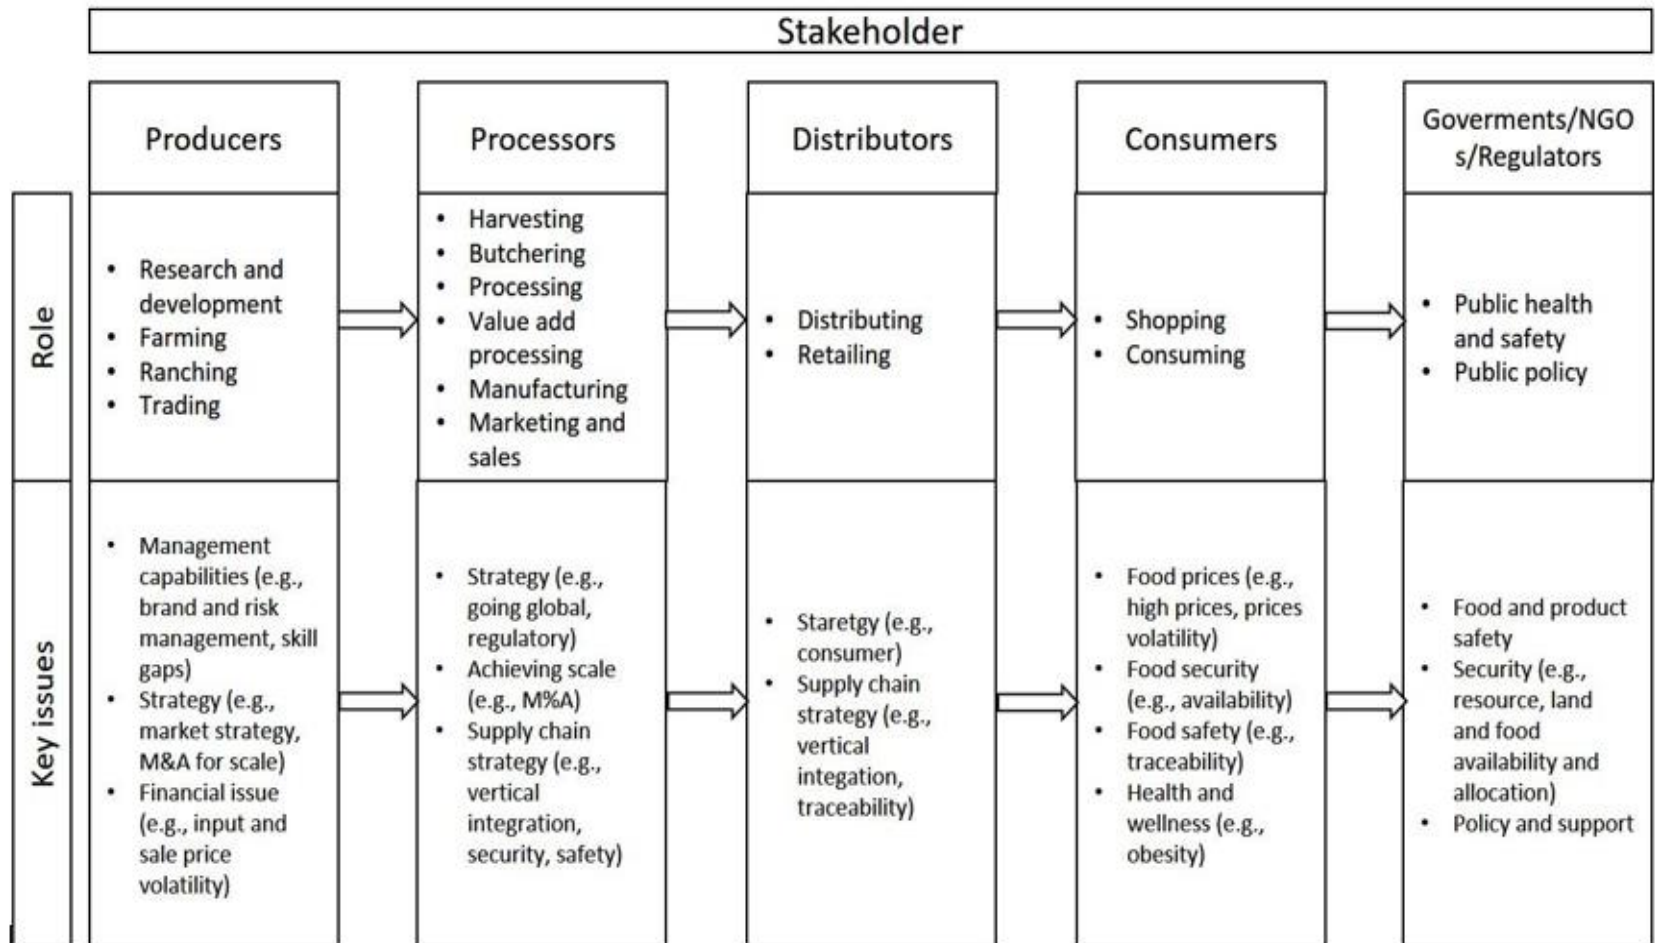 Stakeholder
Producers
Processors
Distributors
Consumers
Goverments/NGO
s/Regulators
Role
• Research and
development
• Farming
• Ranching
• Trading
• Harvesting
• Butchering
• Processing
• Value add
processing
• Manufacturing
• Marketing and
sales
• Distributing
• Retailing
• Shopping
• Consuming
• Public health
and safety
• Public policy
Key issues
• Management
capabilities (e.g.,
brand and risk
management, skill
gaps)
• Strategy (e.g.,
market strategy,
M&A for scale)
• Financial issue
(e.g., input and
sale price
volatility)
• Strategy (e.g.,
going global,
regulatory)
• Achieving scale
(e.g., M%A)
• Supply chain
strategy (e.g.,
vertical
integration,
security, safety)
• Staretgy (e.g.,
consumer)
• Supply chain
strategy (e.g.,
vertical
integation,
traceability)
• Food prices (e.g.,
high prices, prices
volatility)
• Food security
(e.g., availability)
• Food safety (e.g.,
traceability)
• Health and
wellness (e.g.,
obesity)
• Food and product
safety
• Security (e.g.,
resource, land
and food
availability and
allocation)
• Policy and support